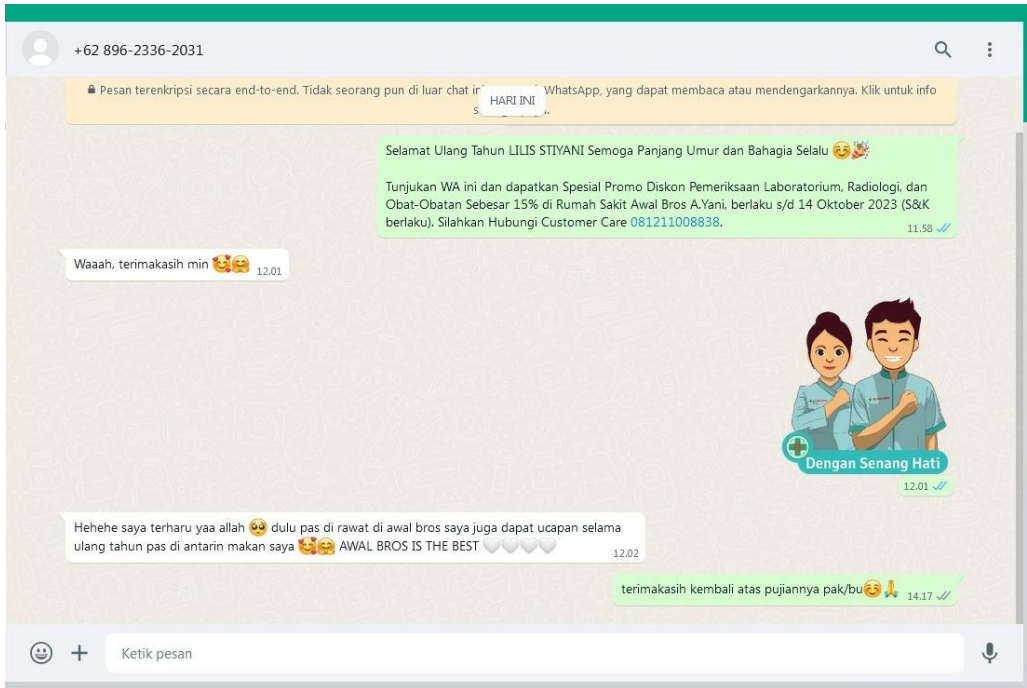 +62 896-2336-2031
Pesan terenkripsi secara end-to-end. Tidak seorang pun di luar chat WhatsApp, yang dapat membaca atau mendengarkannya. Klik untuk info
HARI INI
Selamat Ulang Tahun LILIS STIYANI Semoga Panjang Umur dan Bahagia Selalu 😊🎉
Tunjukan WA ini dan dapatkan Spesial Promo Diskon Pemeriksaan Laboratorium, Radiologi, dan
Obat-Obatan Sebesar 15% di Rumah Sakit Awal Bros A.Yani, berlaku s/d 14 Oktober 2023 (S&K
berlaku). Silahkan Hubungi Customer Care 081211008838.
11.58
Waaah, terimakasih min 🥰🤗 12.01
Dengan Senang Hati
12.01
Hehehe saya terharu yaa allah 🥺 dulu pas di rawat di awal bros saya juga dapat ucapan selama
ulang tahun pas di antarin makan saya 🥰🤗 AWAL BROS IS THE BEST 🤍🤍🤍🤍
12.02
terimakasih kembali atas pujiannya pak/bu😊🙏 14.17
Ketik pesan